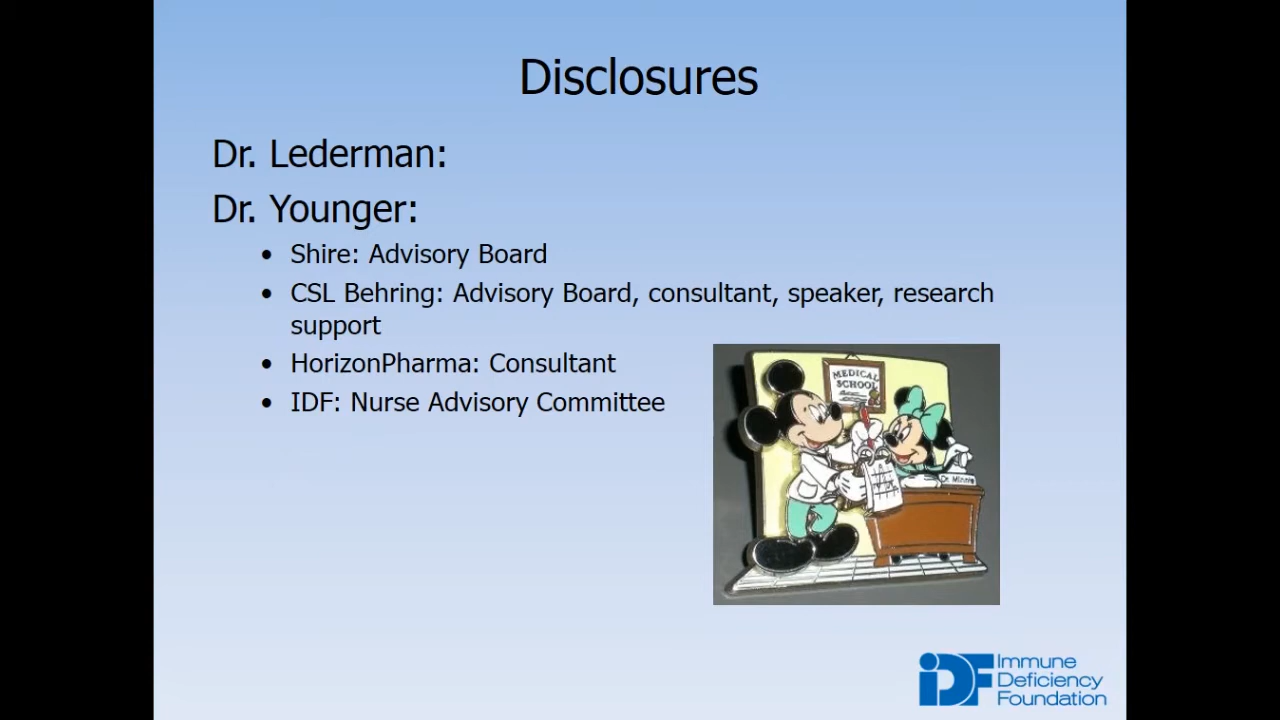 Disclosures
Dr. Lederman:
Dr. Younger:
• Shire: Advisory Board
• CSL Behring: Advisory Board, consultant, speaker, research
support
• HorizonPharma: Consultant
• IDF: Nurse Advisory Committee
MEDICAL
SCHOOL
Dr. Minnie
IDF Immune
Deficiency
Foundation